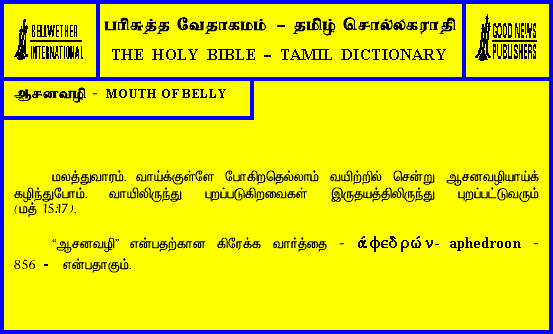 BELLWETHER
INTERNATIONAL
பரிசுத்த வேதாகமம் – தமிழ் சொல்லகராதி
THE HOLY BIBLE – TAMIL DICTIONARY
GOOD NEWS
PUBLISHERS
ஆசனவழி - MOUTH OF BELLY
மலத்துவாரம். வாய்க்குள்ளே போகிறதெல்லாம் வயிற்றில் சென்று ஆசனவழியாய்க்
கழிந்துபோம். வாயிலிருந்து புறப்படுகிறவைகள் இருதயத்திலிருந்து புறப்பட்டுவரும்
(மத் 15:17).
“ஆசனவழி” என்பதற்கான கிரேக்க வார்த்தை - άφεδρών- aphedroon -
856 - என்பதாகும்.